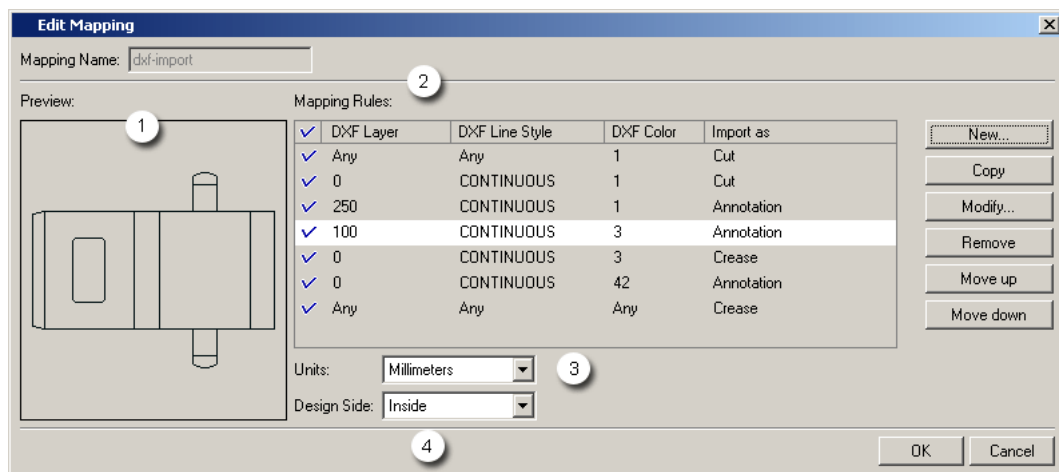 Edit Mapping
Mapping Name: dxf-import
2
Preview:
Mapping Rules:
1
DXF Layer DXF Line Style DXF Color Import as
Any Any 1 Cut
0 CONTINUOUS 1 Cut
250 CONTINUOUS 1 Annotation
100 CONTINUOUS 3 Annotation
0 CONTINUOUS 3 Crease
0 CONTINUOUS 42 Annotation
Any Any Any Crease
New...
Copy
Modify...
Remove
Move up
Move down
Units: Millimeters
3
Design Side: Inside
4
OK Cancel